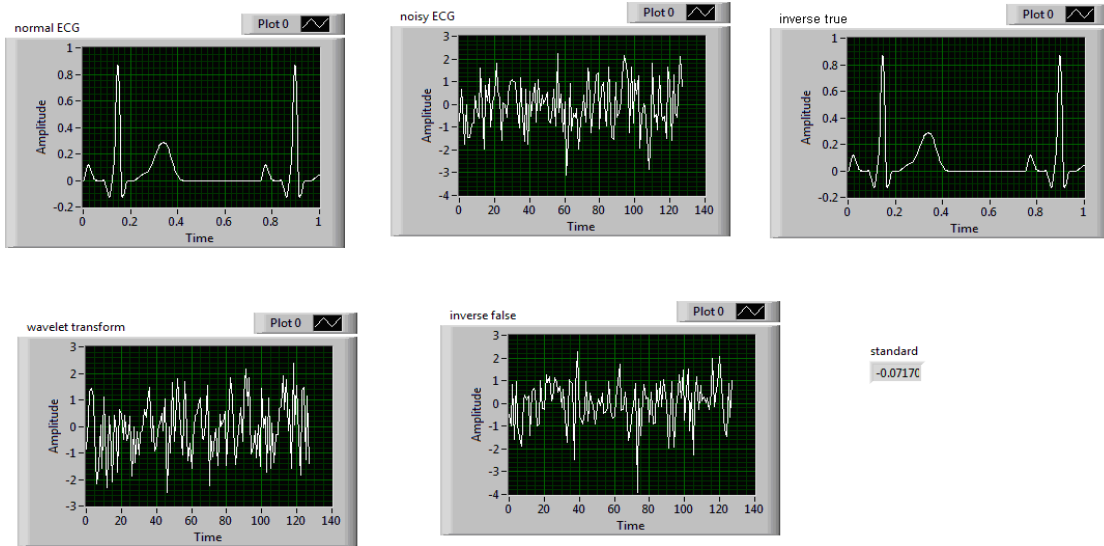 normal ECG
Plot 0
1
0.8
0.6
0.4
0.2
0
-0.2
Amplitude
0 0.2 0.4 0.6 0.8 1
Time
noisy ECG
Plot 0
3
2
1
0
-1
-2
-3
-4
Amplitude
0 20 40 60 80 100 120 140
Time
inverse true
Plot 0
1
0.8
0.6
0.4
0.2
0
-0.2
Amplitude
0 0.2 0.4 0.6 0.8 1
Time
wavelet transform
Plot 0
3
2
1
0
-1
-2
-3
Amplitude
0 20 40 60 80 100 120 140
Time
inverse false
Plot 0
3
2
1
0
-1
-2
-3
-4
Amplitude
0 20 40 60 80 100 120 140
Time
standard